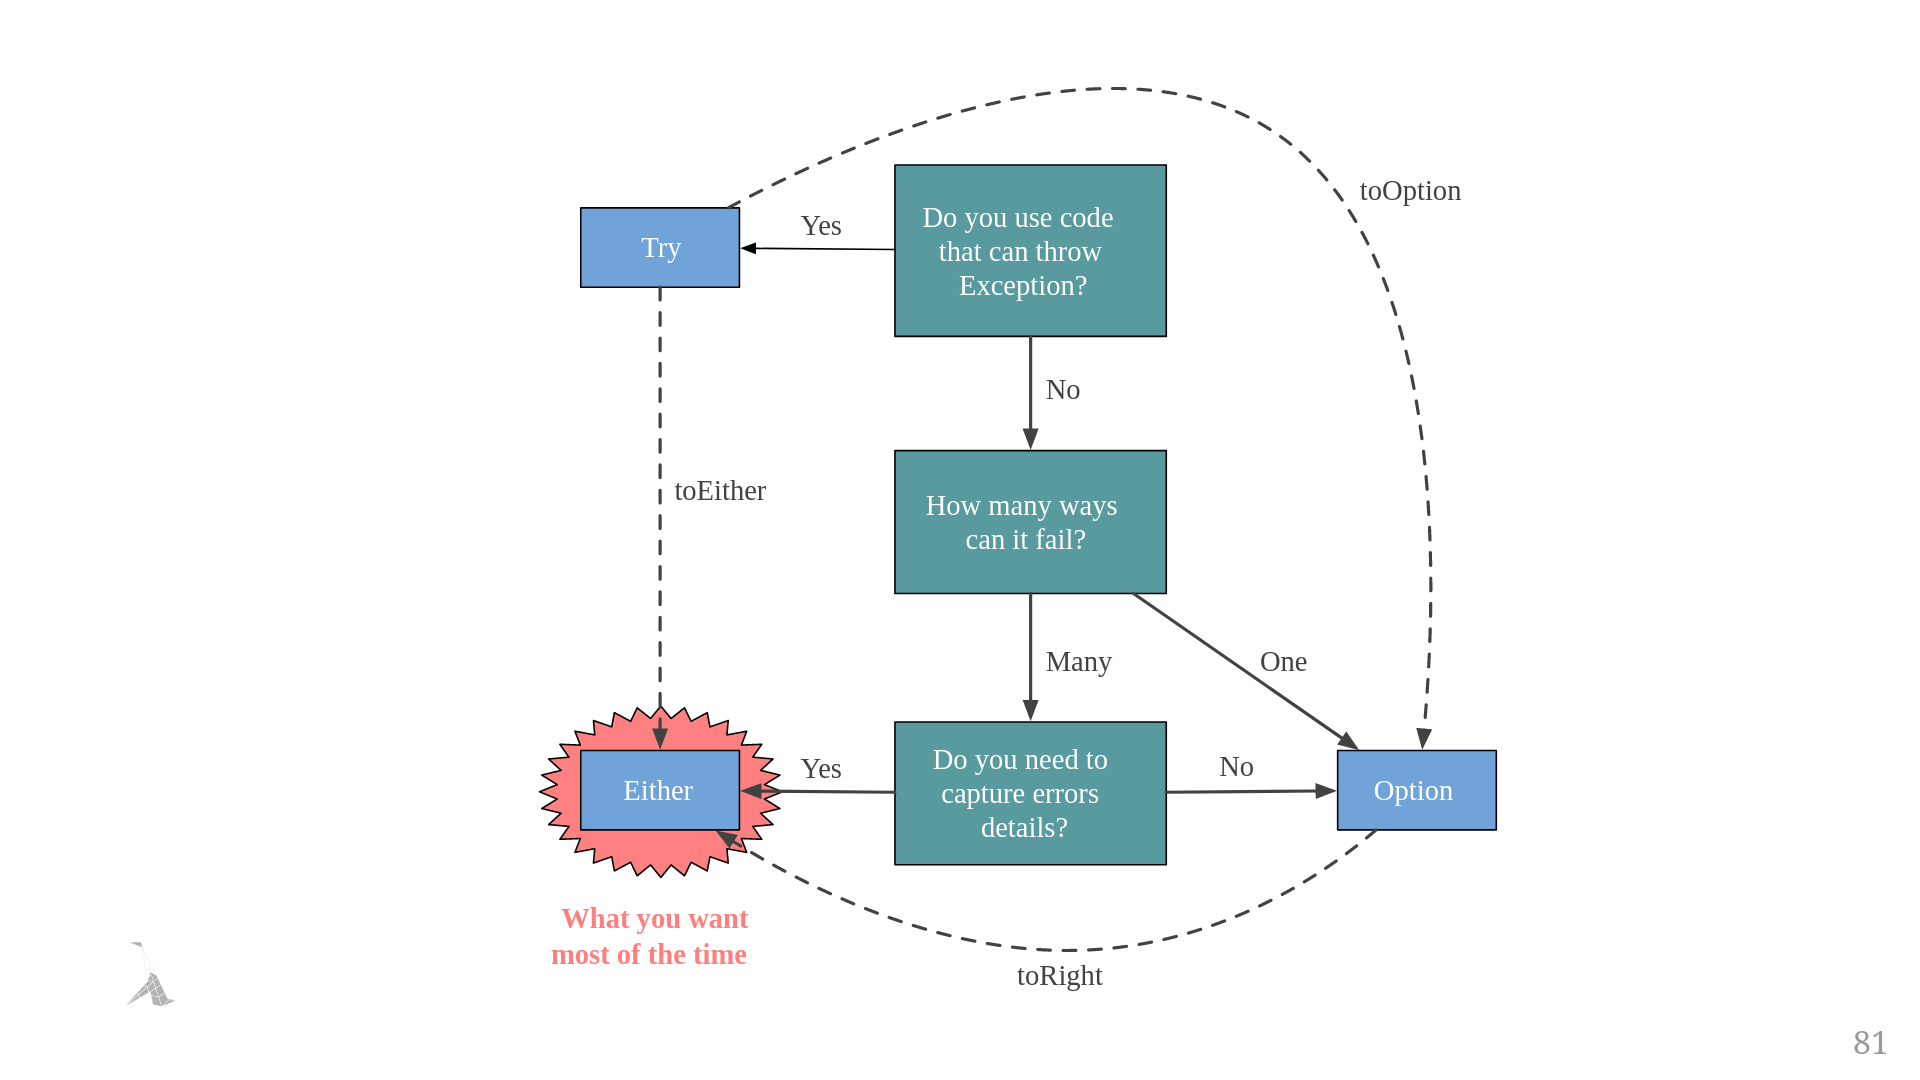 toOption
Do you use code
that can throw
Exception?
Yes
Try
No
toEither
How many ways
can it fail?
Many
One
Do you need to
capture errors
details?
Yes
No
Either
Option
What you want
most of the time
toRight
81